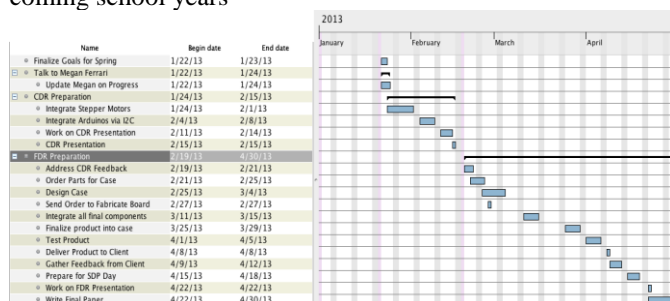 coming school years
2013
January February March April
Name Begin date End date
Finalize Goals for Spring 1/22/13 1/23/13
Talk to Megan Ferrari 1/22/13 1/24/13
Update Megan on Progress 1/22/13 1/24/13
CDR Preparation 1/24/13 2/15/13
Integrate Stepper Motors 1/24/13 2/1/13
Integrate Arduinos via I2C 2/4/13 2/8/13
Work on CDR Presentation 2/11/13 2/14/13
CDR Presentation 2/15/13 2/15/13
FDR Preparation 2/19/13 4/30/13
Address CDR Feedback 2/19/13 2/21/13
Order Parts for Case 2/21/13 2/25/13
Design Case 2/25/13 3/4/13
Send Order to Fabricate Board 2/27/13 2/27/13
Integrate all final components 3/11/13 3/15/13
Finalize product into case 3/25/13 3/29/13
Test Product 4/1/13 4/5/13
Deliver Product to Client 4/8/13 4/8/13
Gather Feedback from Client 4/9/13 4/12/13
Prepare for SDP Day 4/15/13 4/18/13
Work on FDR Presentation 4/22/13 4/22/13
Write Final Paper 4/22/13 4/30/13